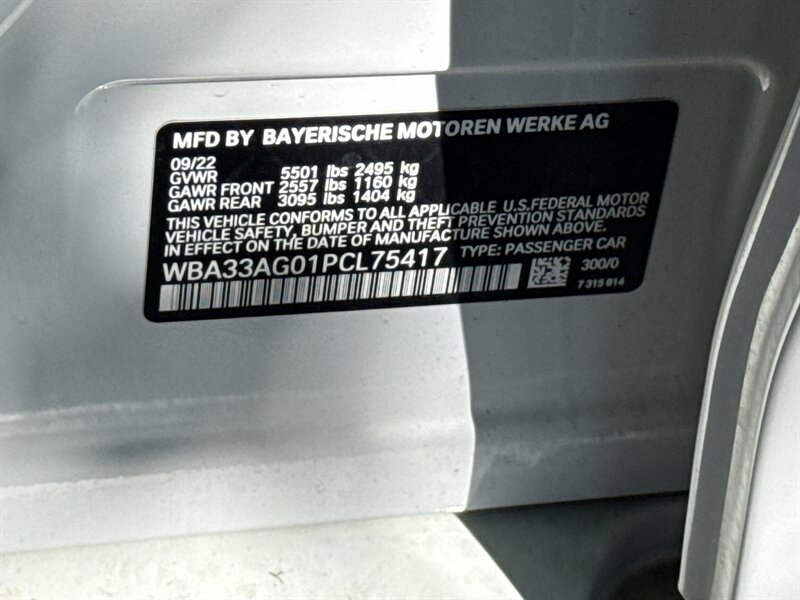 MFD BY BAYERISCHE MOTOREN WERKE AG
09/22
GVWR 5501 lbs 2495 kg
GAWR FRONT 2557 lbs 1160 kg
GAWR REAR 3095 lbs 1404 kg
THIS VEHICLE CONFORMS TO ALL APPLICABLE U.S.FEDERAL MOTOR
VEHICLE SAFETY, BUMPER AND THEFT PREVENTION STANDARDS
IN EFFECT ON THE DATE OF MANUFACTURE SHOWN ABOVE.
WBA33AG01PCL75417 TYPE: PASSENGER CAR
300/0
7 315 814